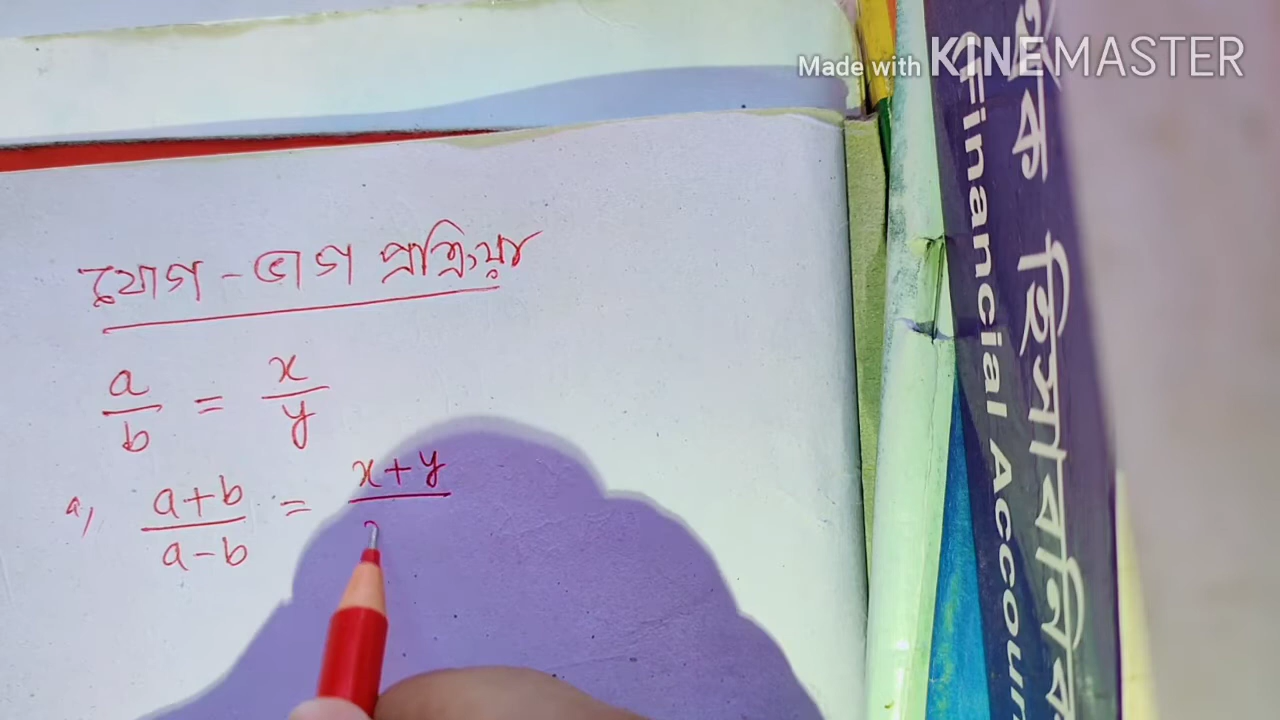 Made with KINEMASTER
যোগ - ভাগ প্রক্রিয়া
a/b = x/y
a, a+b/a-b = x+y/
Financial Accoun
হিসাববিজ্ঞ